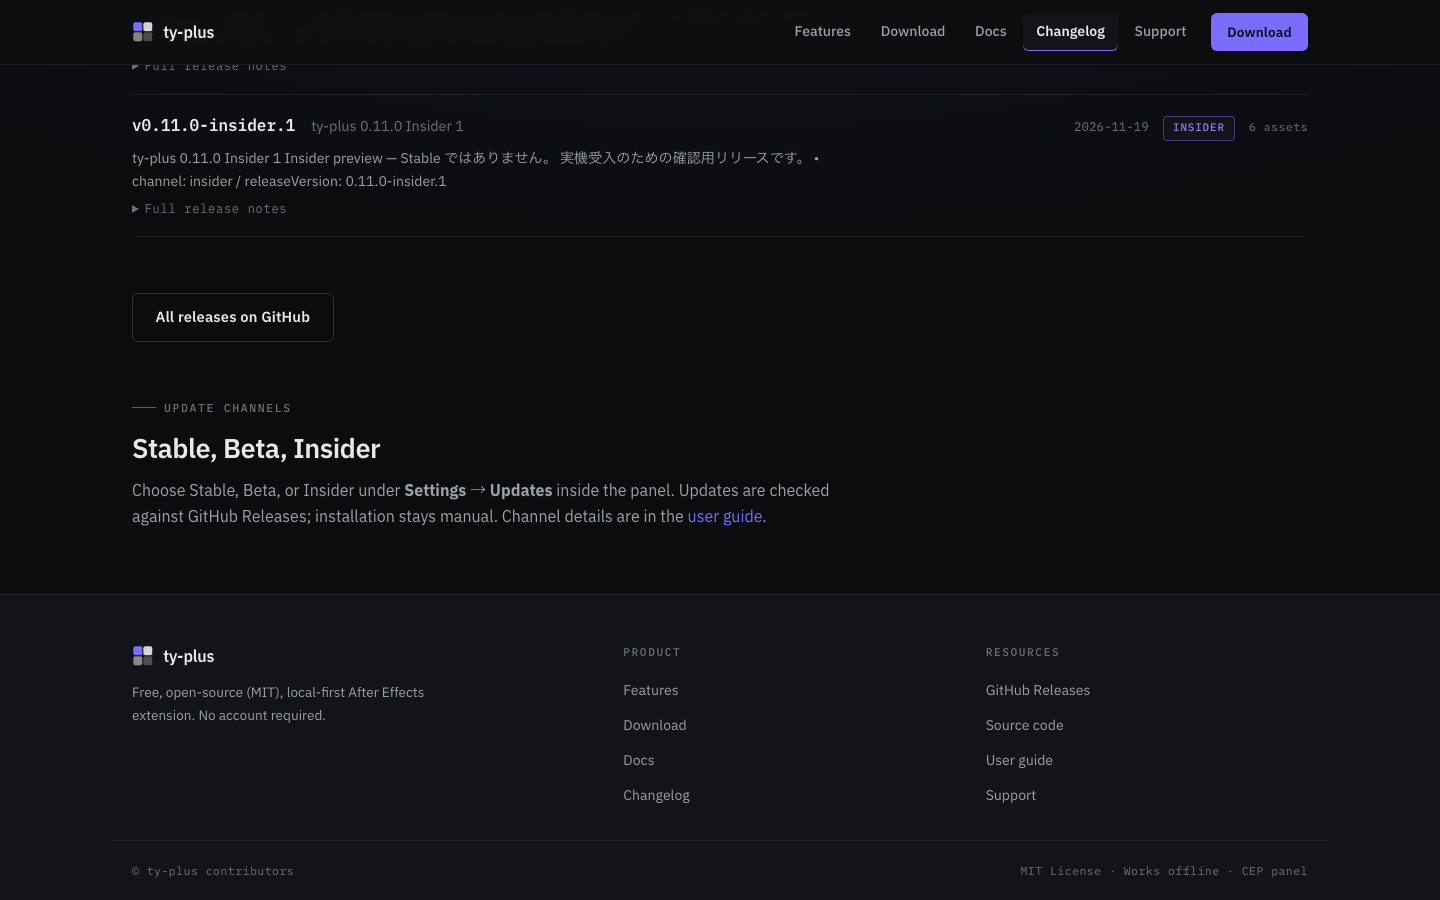 ty-plus
Features Download Docs Changelog Support Download
▶ Full release notes
v0.11.0-insider.1 ty-plus 0.11.0 Insider 1 2026-11-19 INSIDER 6 assets
ty-plus 0.11.0 Insider 1 Insider preview — Stable ではありません。 実機受入のための確認用リリースです。 •
channel: insider / releaseVersion: 0.11.0-insider.1
▶ Full release notes
All releases on GitHub
UPDATE CHANNELS
Stable, Beta, Insider
Choose Stable, Beta, or Insider under Settings → Updates inside the panel. Updates are checked
against GitHub Releases; installation stays manual. Channel details are in the user guide.
ty-plus
Free, open-source (MIT), local-first After Effects
extension. No account required.
PRODUCT
Features
Download
Docs
Changelog
RESOURCES
GitHub Releases
Source code
User guide
Support
© ty-plus contributors
MIT License · Works offline · CEP panel